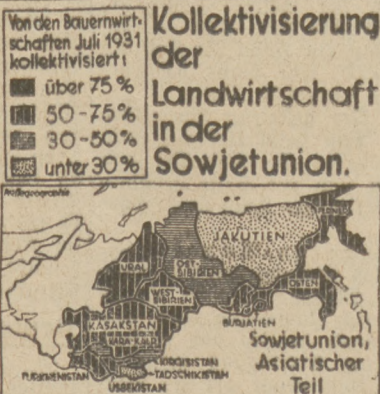 Von den Bauernwirt-
schaften Juli 1931
kollektivisiert:
über 75%
50-75%
30-50%
unter 30%
Kollektivisierung
der
Landwirtschaft
in der
Sowjetunion.
JAKUTIEN
URAL
OST-
SIBIRIEN
WEST-
SIBIRIEN
OSTEN
BURJATIEN
KASAKSTAN
KARA-KALP.
KIRGISISTAN
TADSCHIKISTAN
TURKMENISTAN
USBEKISTAN
Sowjetunion,
Asiatischer
Teil